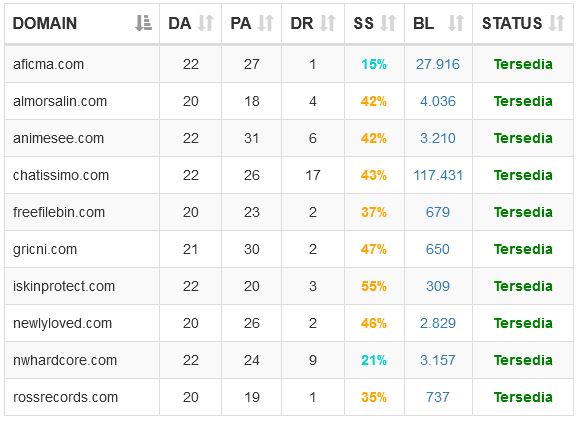 DOMAIN DA PA DR SS BL STATUS
aficma.com 22 27 1 15% 27.916 Tersedia
almorsalin.com 20 18 4 42% 4.036 Tersedia
animesee.com 22 31 6 42% 3.210 Tersedia
chatissimo.com 22 26 17 43% 117.431 Tersedia
freefilebin.com 20 23 2 37% 679 Tersedia
gricni.com 21 30 2 47% 650 Tersedia
iskinprotect.com 22 20 3 55% 309 Tersedia
newlyloved.com 20 26 2 46% 2.829 Tersedia
nwhardcore.com 22 24 9 21% 3.157 Tersedia
rossrecords.com 20 19 1 35% 737 Tersedia